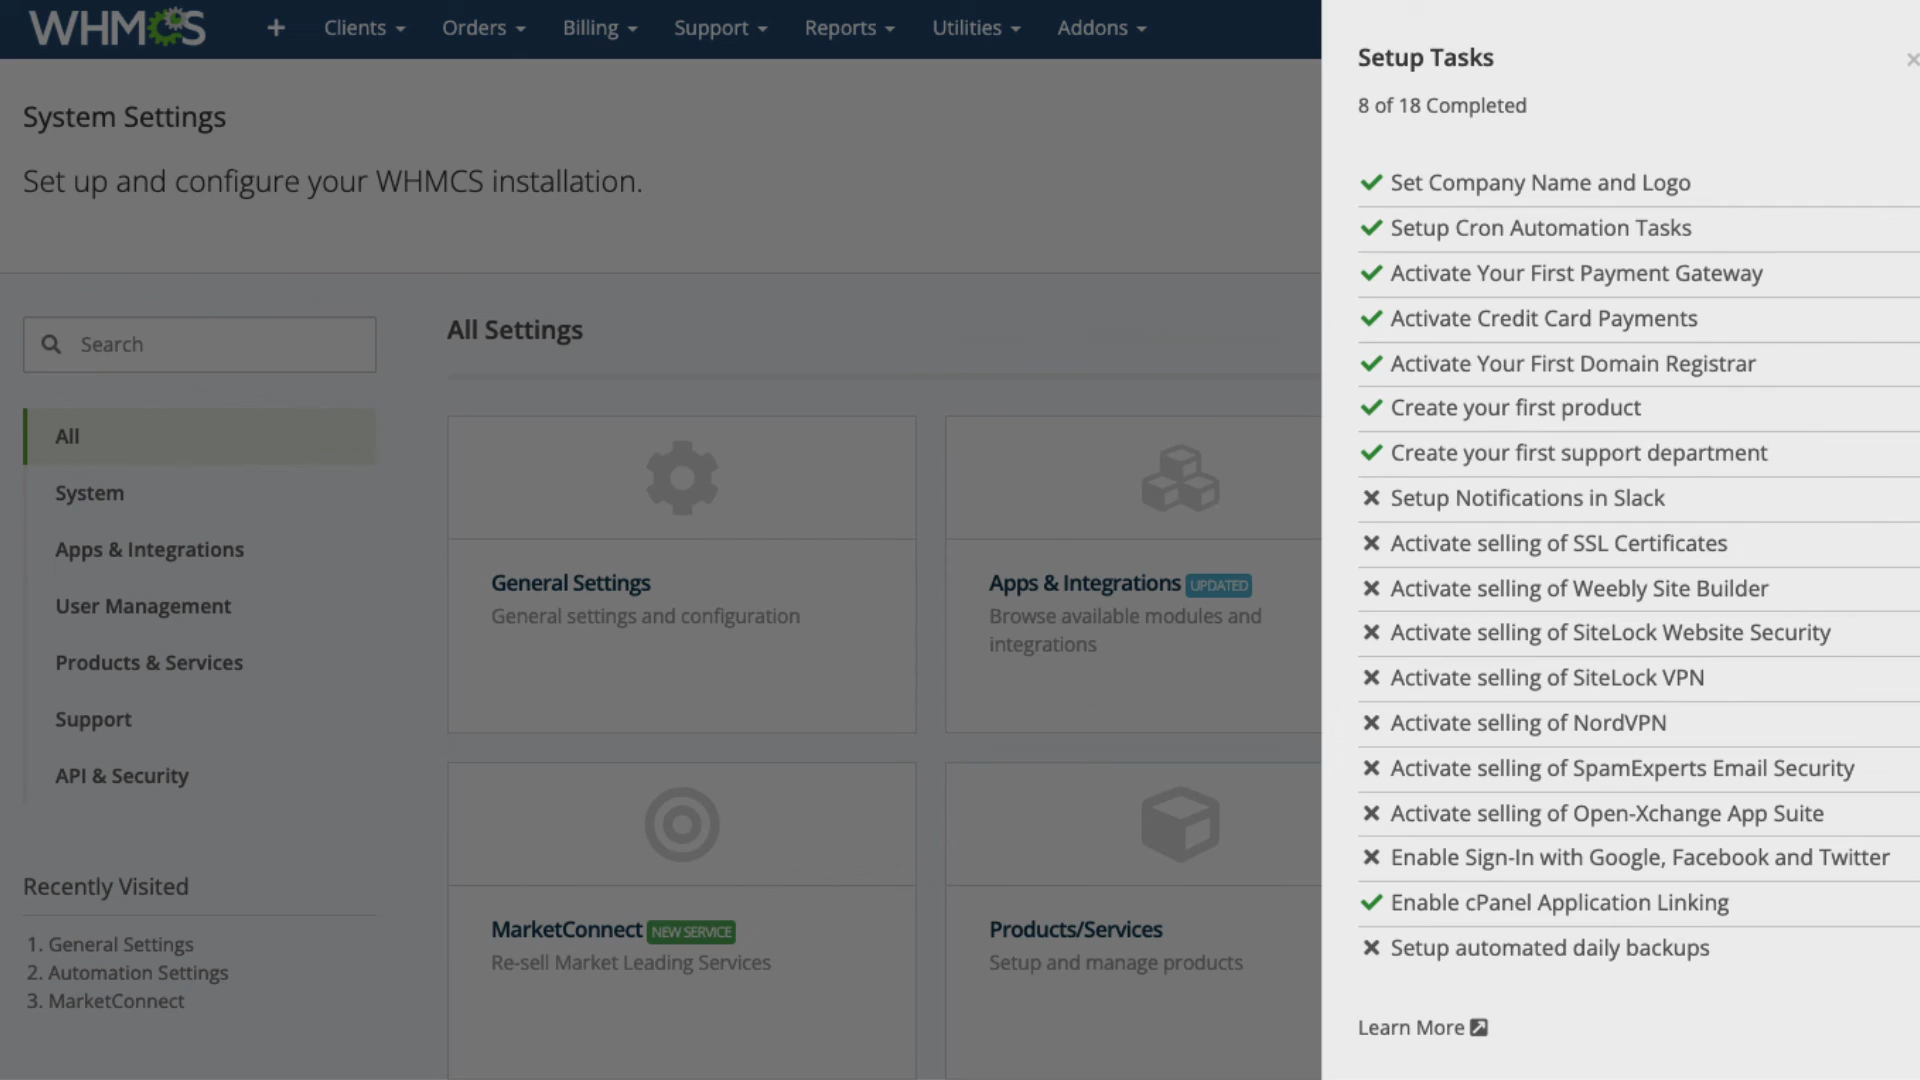 WHMCS
+ Clients Orders Billing Support Reports Utilities Addons
System Settings
Set up and configure your WHMCS installation.
Search
All
System
Apps & Integrations
User Management
Products & Services
Support
API & Security
Recently Visited
1. General Settings
2. Automation Settings
3. MarketConnect
All Settings
General Settings
General settings and configuration
Apps & Integrations UPDATED
Browse available modules and
integrations
MarketConnect NEW SERVICE
Re-sell Market Leading Services
Products/Services
Setup and manage products
Setup Tasks
8 of 18 Completed
Set Company Name and Logo
Setup Cron Automation Tasks
Activate Your First Payment Gateway
Activate Credit Card Payments
Activate Your First Domain Registrar
Create your first product
Create your first support department
Setup Notifications in Slack
Activate selling of SSL Certificates
Activate selling of Weebly Site Builder
Activate selling of SiteLock Website Security
Activate selling of SiteLock VPN
Activate selling of NordVPN
Activate selling of SpamExperts Email Security
Activate selling of Open-Xchange App Suite
Enable Sign-In with Google, Facebook and Twitter
Enable cPanel Application Linking
Setup automated daily backups
Learn More